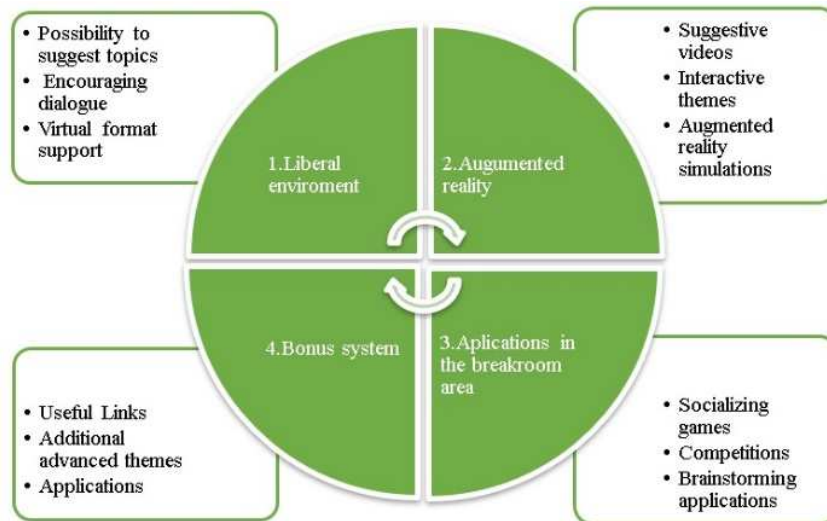 • Possibility to
suggest topics
• Encouraging
dialogue
• Virtual format
support
• Suggestive
videos
• Interactive
themes
• Augmented
reality
simulations
1.Liberal
enviroment
2.Augumented
reality
4.Bonus system
3.Aplications in
the breakroom
area
• Useful Links
• Additional
advanced themes
• Applications
• Socializing
games
• Competitions
• Brainstorming
applications